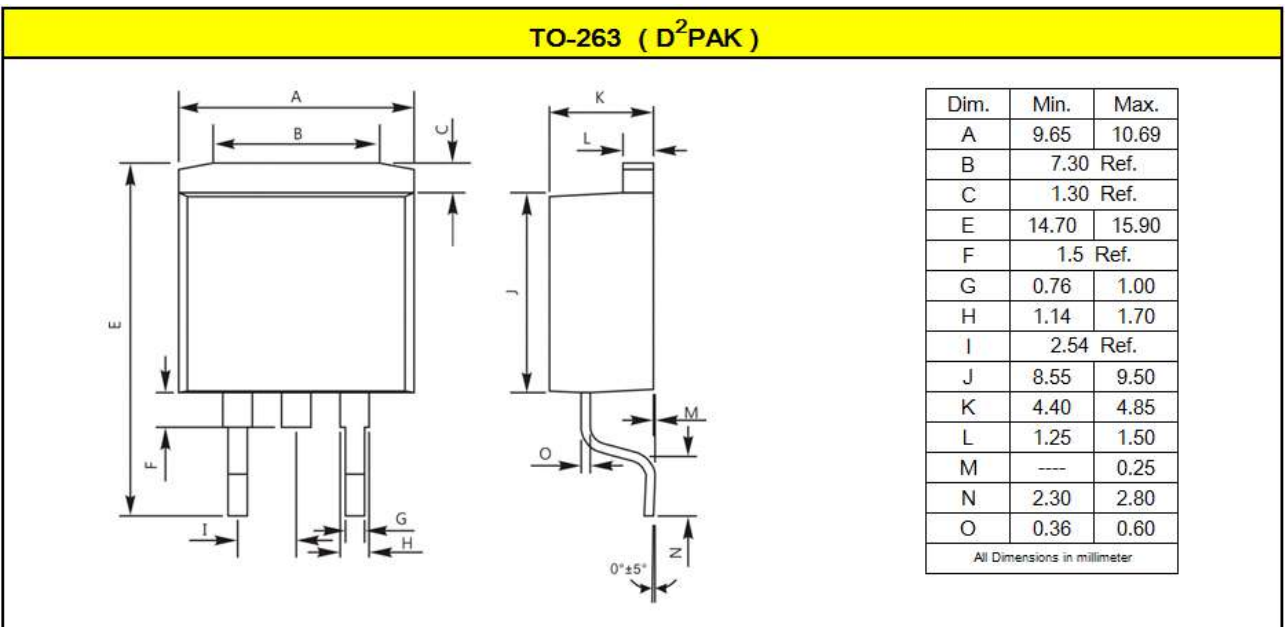 TO-263 ( D²PAK )
A
B
C
E
F
I
G
H
K
L
J
M
O
N
0°±5°
Dim. Min. Max.
A 9.65 10.69
B 7.30 Ref.
C 1.30 Ref.
E 14.70 15.90
F 1.5 Ref.
G 0.76 1.00
H 1.14 1.70
I 2.54 Ref.
J 8.55 9.50
K 4.40 4.85
L 1.25 1.50
M ---- 0.25
N 2.30 2.80
O 0.36 0.60
All Dimensions in millimeter